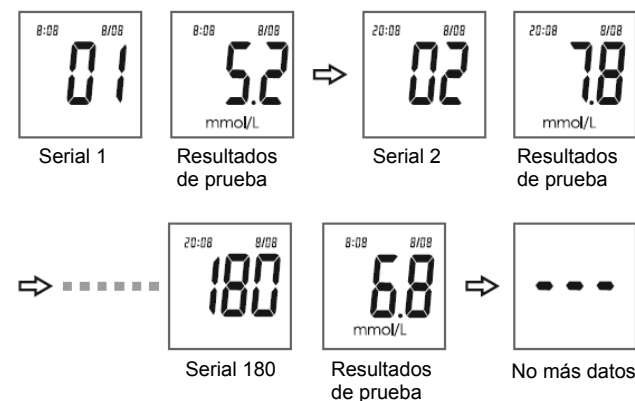 8:08 8/08
01
8:08 8/08
5.2
mmol/L
20:08 8/08
02
20:08 8/08
7.8
mmol/L
Serial 1
Resultados
de prueba
Serial 2
Resultados
de prueba
20:08 8/08
180
8:08 8/08
6.8
mmol/L
---
Serial 180
Resultados
de prueba
No más datos